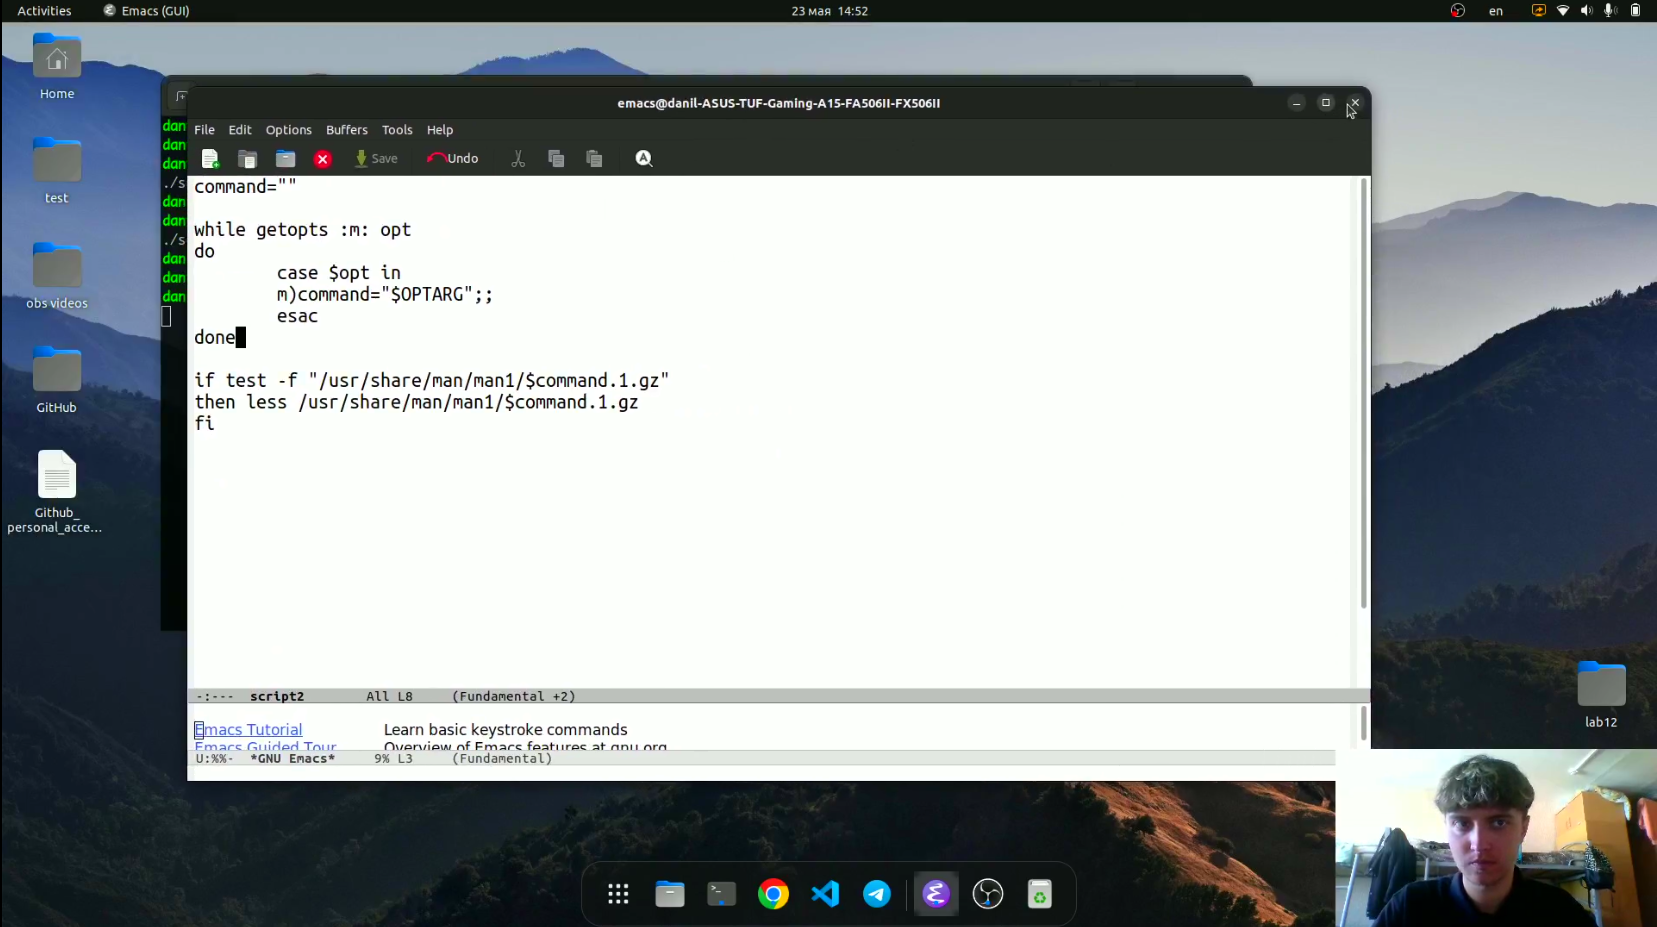 Activities
Emacs (GUI)
23 мая 14:52
en
Home
test
obs videos
GitHub
Github_
personal_acce...
lab12
dan
dan
dan
./s
dan
dan
./s
dan
dan
dan
emacs@danil-ASUS-TUF-Gaming-A15-FA506II-FX506II
File Edit Options Buffers Tools Help
Save Undo
command=""
while getopts :m: opt
do
case $opt in
m)command="$OPTARG";;
esac
done
if test -f "/usr/share/man/man1/$command.1.gz"
then less /usr/share/man/man1/$command.1.gz
fi
-:--- script2 All L8 (Fundamental +2)
Emacs Tutorial Learn basic keystroke commands
Emacs Guided Tour Overview of Emacs features at gnu.org
U:%%- *GNU Emacs* 9% L3 (Fundamental)